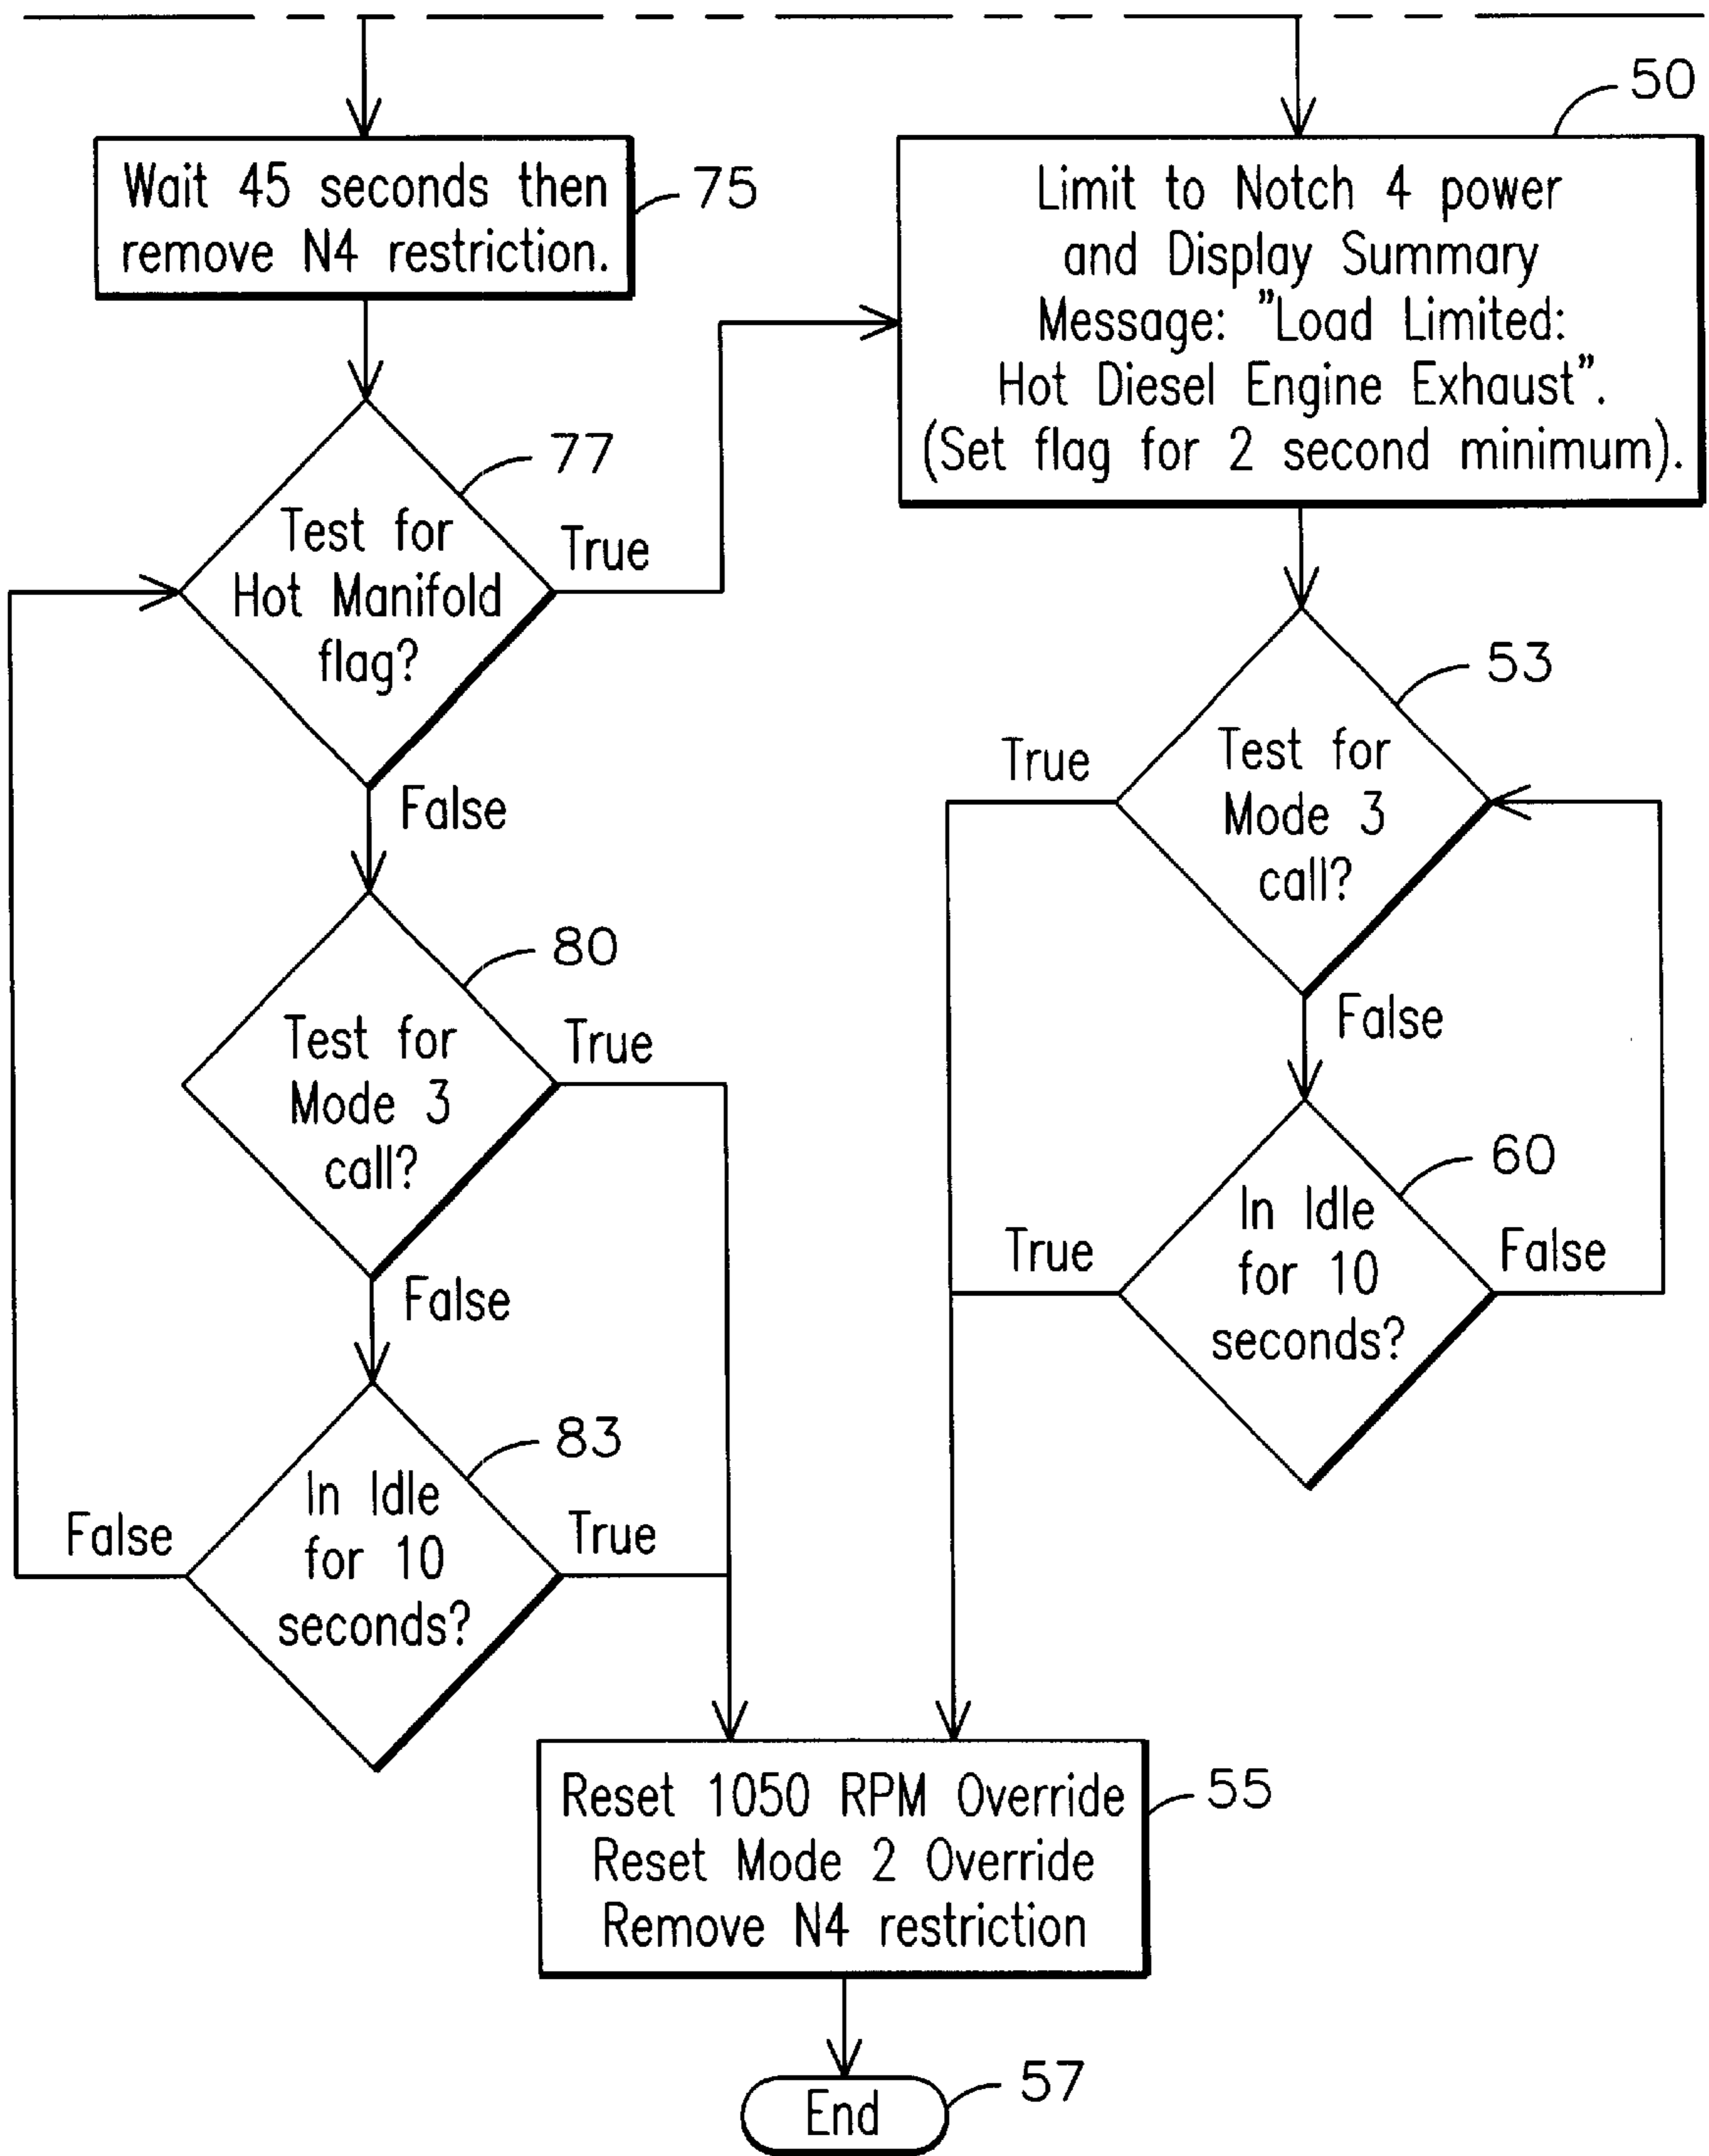 50
Wait 45 seconds then
remove N4 restriction.
75
Limit to Notch 4 power
and Display Summary
Message: "Load Limited:
Hot Diesel Engine Exhaust".
(Set flag for 2 second minimum).
77
Test for
Hot Manifold
flag?
True
False
53
Test for
Mode 3
call?
True
False
80
Test for
Mode 3
call?
True
False
60
In Idle
for 10
seconds?
True
False
83
In Idle
for 10
seconds?
False
True
Reset 1050 RPM Override
Reset Mode 2 Override
Remove N4 restriction
55
End
57